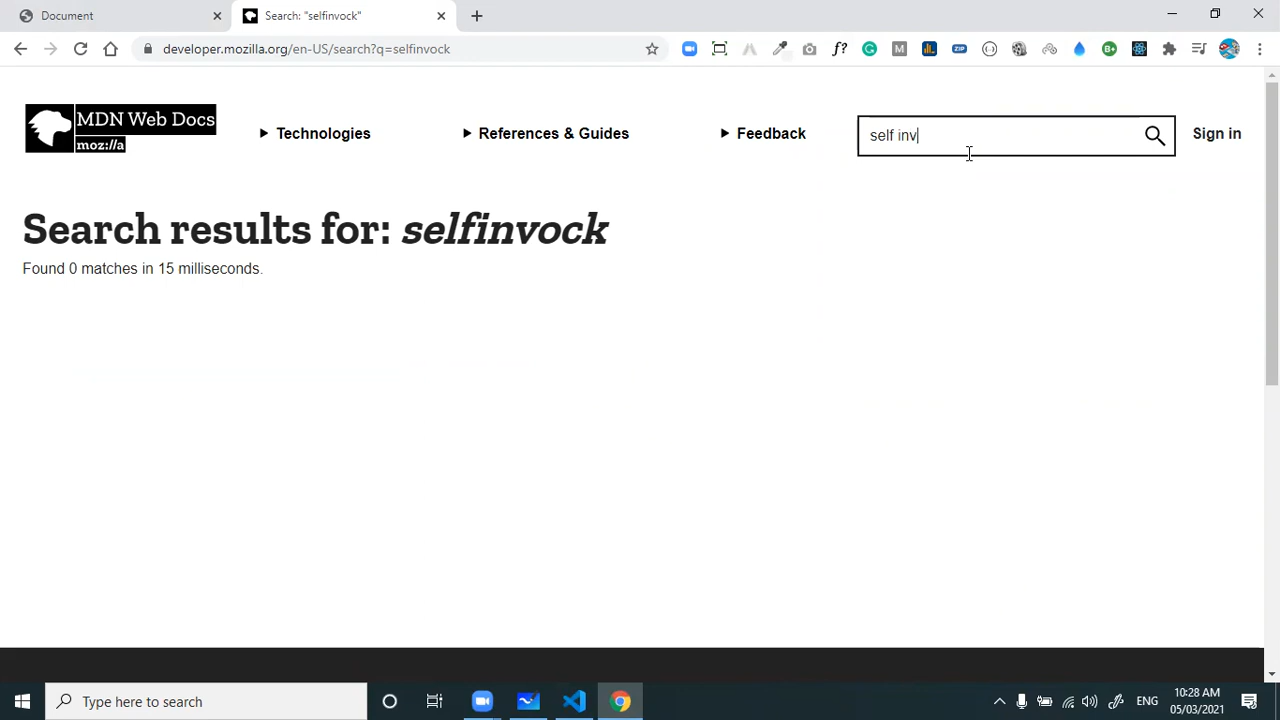 Document
Search: "selfinvock"
developer.mozilla.org/en-US/search?q=selfinvock
MDN Web Docs
moz://a
Technologies
References & Guides
Feedback
self inv
Sign in
Search results for: selfinvock
Found 0 matches in 15 milliseconds.
Type here to search
ENG
10:28 AM
05/03/2021